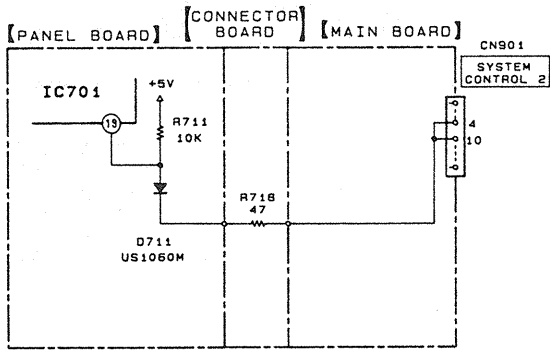 【PANEL BOARD】
【CONNECTOR
BOARD】
【MAIN BOARD】
CN901
SYSTEM
CONTROL 2
IC701
+5V
19
R711
10K
4
10
R716
47
D711
US1060M